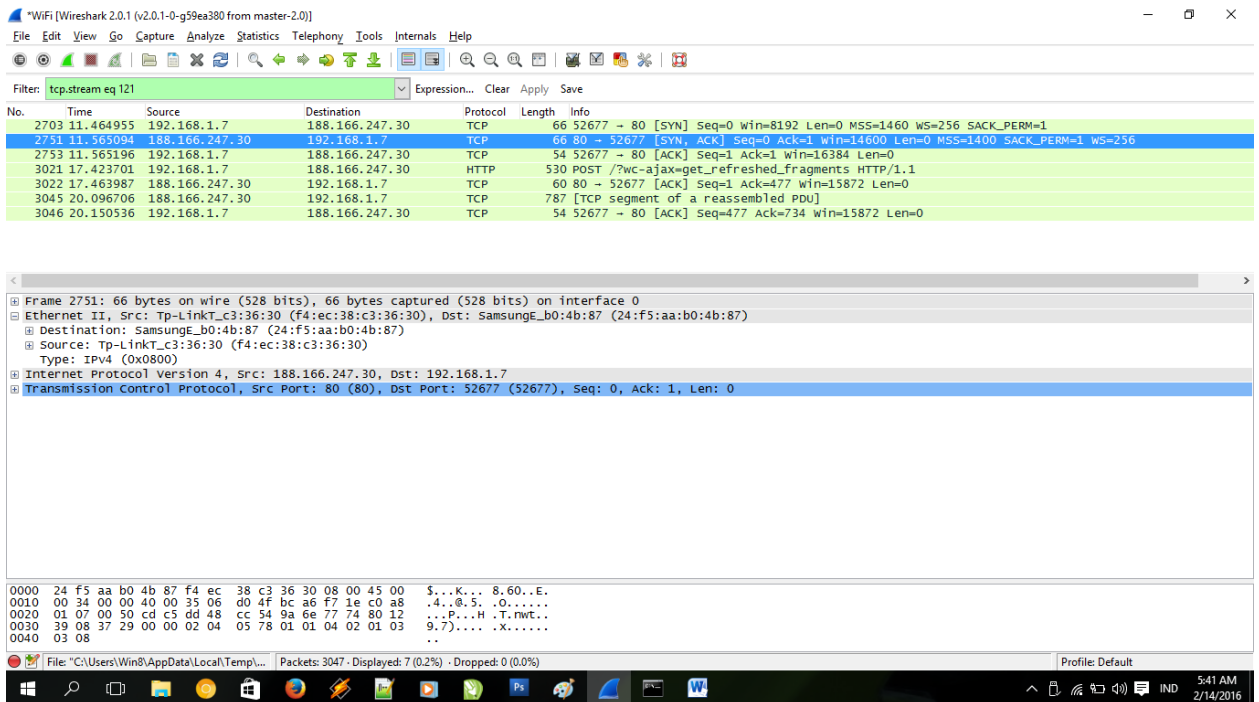 *WiFi [Wireshark 2.0.1 (v2.0.1-0-g59ea380 from master-2.0)]
File Edit View Go Capture Analyze Statistics Telephony Tools Internals Help
Filter: tcp.stream eq 121 Expression... Clear Apply Save
No. Time Source Destination Protocol Length Info
2703 11.464955 192.168.1.7 188.166.247.30 TCP 66 52677 → 80 [SYN] Seq=0 Win=8192 Len=0 MSS=1460 WS=256 SACK_PERM=1
2751 11.565094 188.166.247.30 192.168.1.7 TCP 66 80 → 52677 [SYN, ACK] Seq=0 Ack=1 Win=14600 Len=0 MSS=1400 SACK_PERM=1 WS=256
2753 11.565196 192.168.1.7 188.166.247.30 TCP 54 52677 → 80 [ACK] Seq=1 Ack=1 Win=16384 Len=0
3021 17.423701 192.168.1.7 188.166.247.30 HTTP 530 POST /?wc-ajax=get_refreshed_fragments HTTP/1.1
3022 17.463987 188.166.247.30 192.168.1.7 TCP 60 80 → 52677 [ACK] Seq=1 Ack=477 Win=15872 Len=0
3045 20.096706 188.166.247.30 192.168.1.7 TCP 787 [TCP segment of a reassembled PDU]
3046 20.150536 192.168.1.7 188.166.247.30 TCP 54 52677 → 80 [ACK] Seq=477 Ack=734 Win=15872 Len=0
Frame 2751: 66 bytes on wire (528 bits), 66 bytes captured (528 bits) on interface 0
Ethernet II, Src: Tp-LinkT_c3:36:30 (f4:ec:38:c3:36:30), Dst: SamsungE_b0:4b:87 (24:f5:aa:b0:4b:87)
Destination: SamsungE_b0:4b:87 (24:f5:aa:b0:4b:87)
Source: Tp-LinkT_c3:36:30 (f4:ec:38:c3:36:30)
Type: IPv4 (0x0800)
Internet Protocol Version 4, Src: 188.166.247.30, Dst: 192.168.1.7
Transmission Control Protocol, Src Port: 80 (80), Dst Port: 52677 (52677), Seq: 0, Ack: 1, Len: 0
0000 24 f5 aa b0 4b 87 f4 ec 38 c3 36 30 08 00 45 00 $...K... 8.60..E.
0010 00 34 00 00 40 00 35 06 d0 4f bc a6 f7 1e c0 a8 .4..@.5. .O......
0020 01 07 00 50 cd c5 dd 48 cc 54 9a 6e 77 74 80 12 ...P...H .T.nwt..
0030 39 08 37 29 00 00 02 04 05 78 01 01 04 02 01 03 9.7).... .x......
0040 03 08 ..
File: "C:\Users\Win8\AppData\Local\Temp\... Packets: 3047 · Displayed: 7 (0.2%) · Dropped: 0 (0.0%) Profile: Default
Ps
IND
5:41 AM
2/14/2016